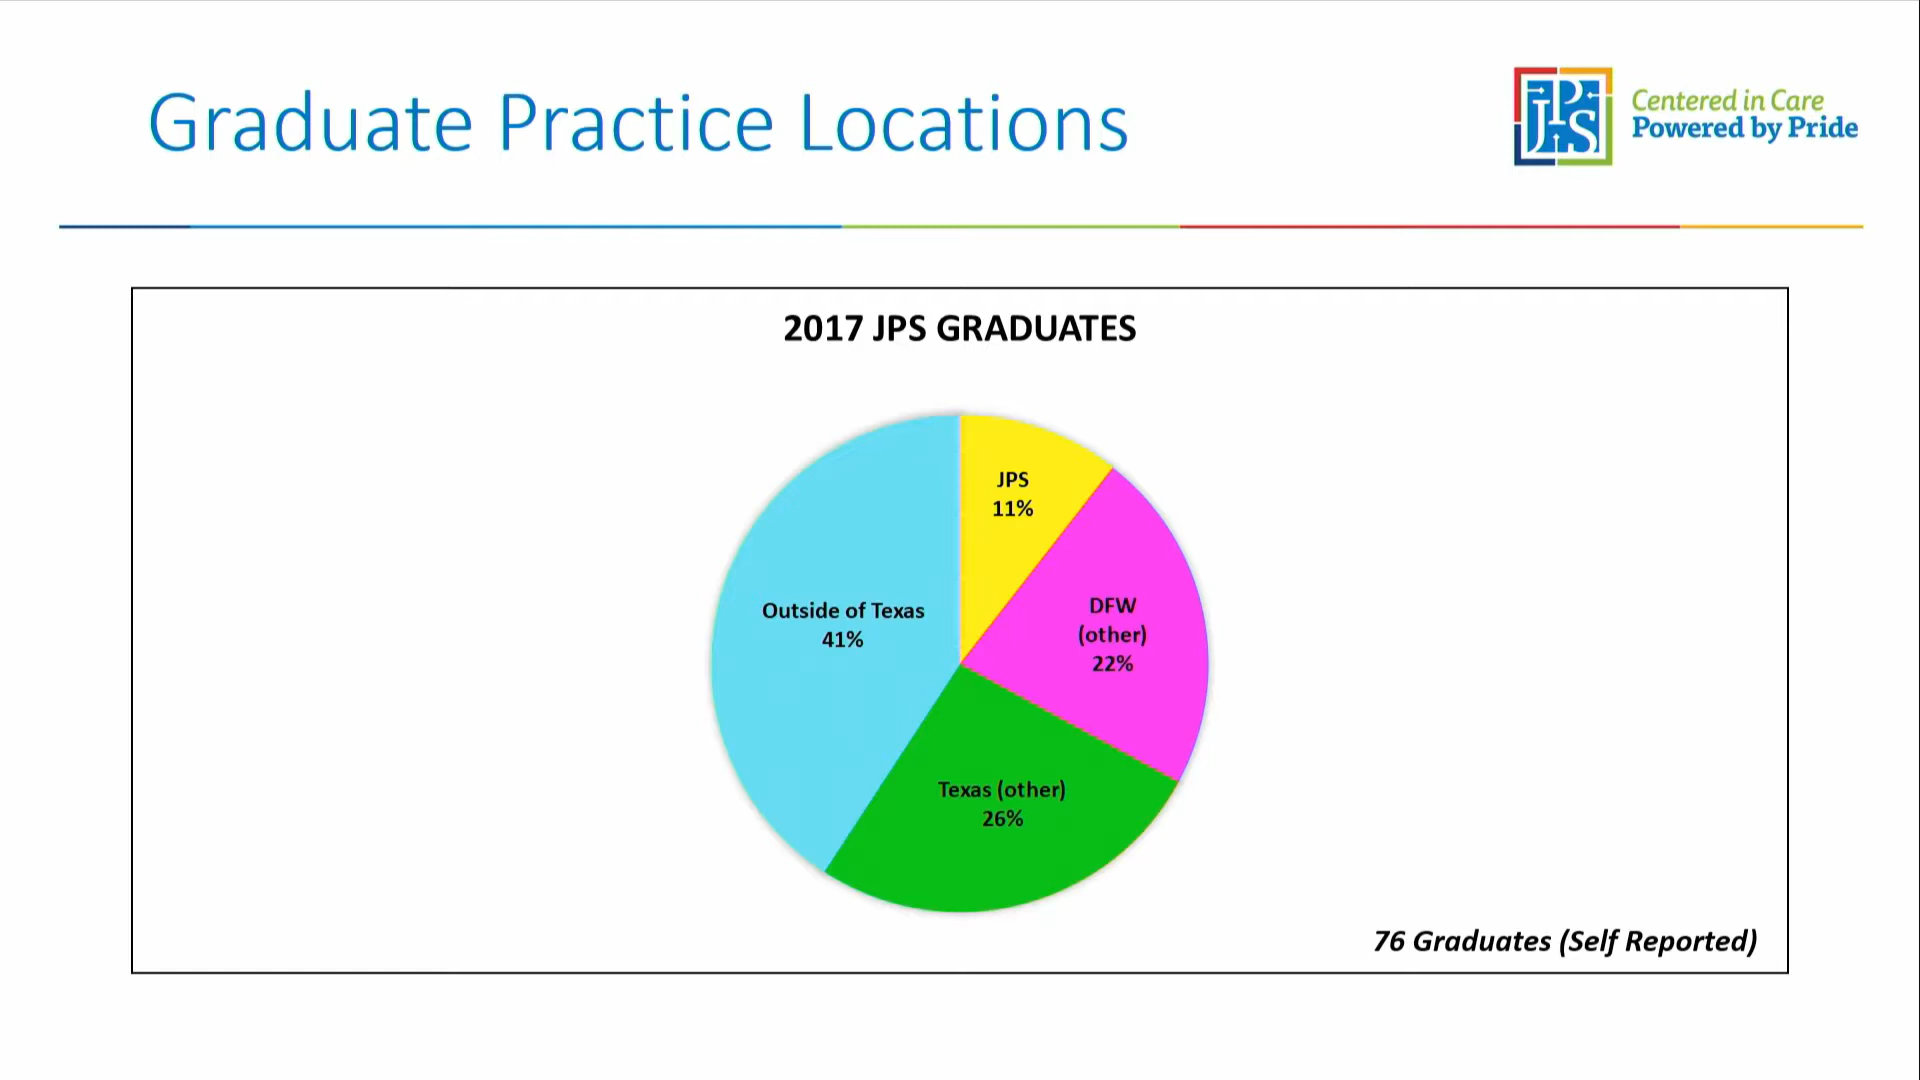 Graduate Practice Locations
JPS
Centered in Care
Powered by Pride
2017 JPS GRADUATES
JPS
11%
DFW
(other)
22%
Texas (other)
26%
Outside of Texas
41%
76 Graduates (Self Reported)